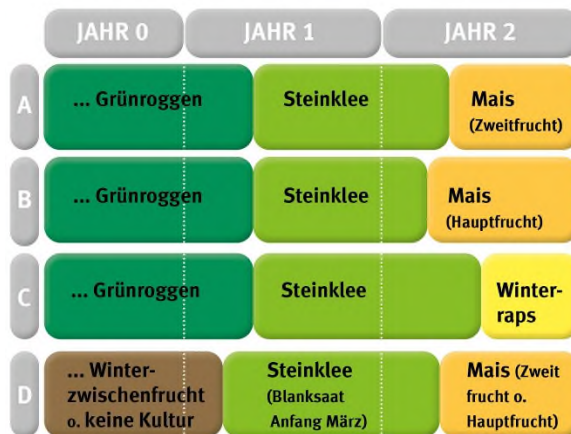 JAHR 0 JAHR 1 JAHR 2
A
... Grünroggen
Steinklee
Mais
(Zweitfrucht)
B
... Grünroggen
Steinklee
Mais
(Hauptfrucht)
C
... Grünroggen
Steinklee
Winter-
raps
D
... Winter-
zwischenfrucht
o. keine Kultur
Steinklee
(Blanksaat
Anfang März)
Mais (Zweit
frucht o.
Hauptfrucht)